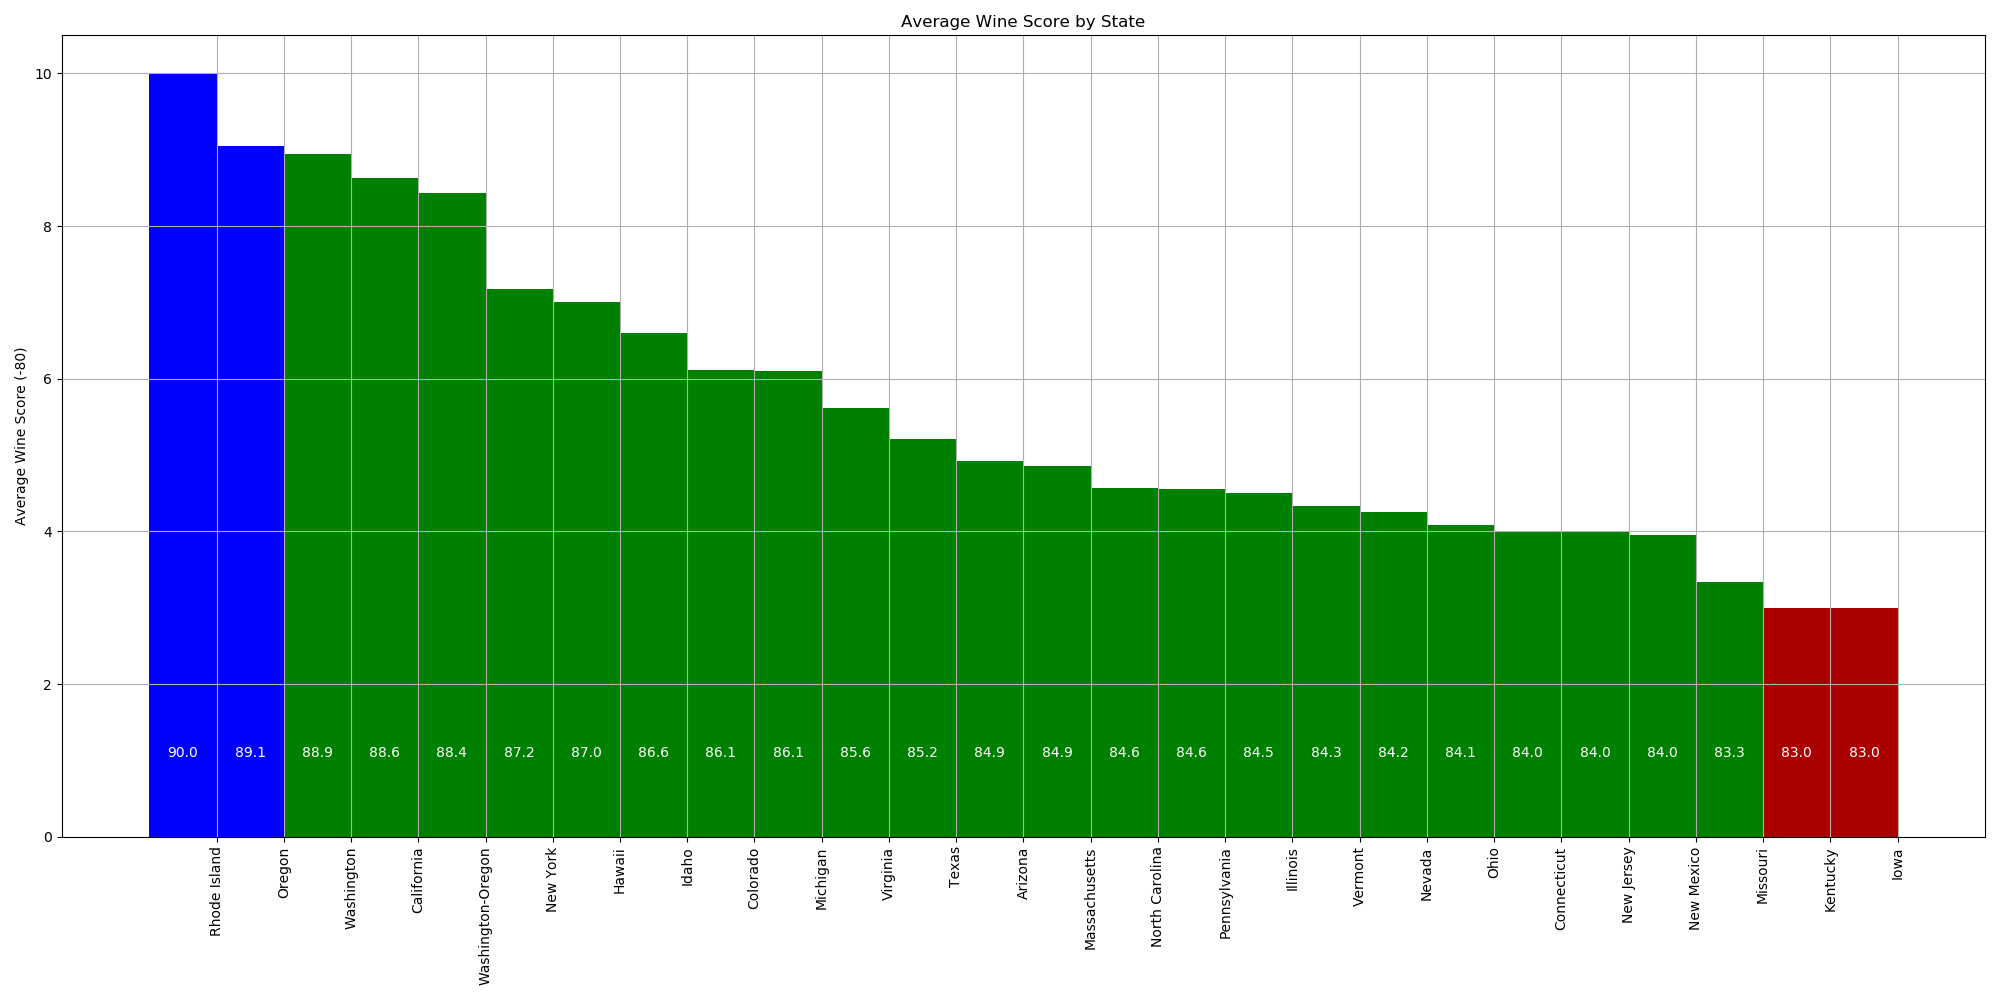 Average Wine Score by State
Average Wine Score (-80)
10
8
6
4
2
0
90.0 89.1 88.9 88.6 88.4 87.2 87.0 86.6 86.1 86.1 85.6 85.2 84.9 84.9 84.6 84.6 84.5 84.3 84.2 84.1 84.0 84.0 84.0 83.3 83.0 83.0
Rhode Island
Oregon
Washington
California
Washington-Oregon
New York
Hawaii
Idaho
Colorado
Michigan
Virginia
Texas
Arizona
Massachusetts
North Carolina
Pennsylvania
Illinois
Vermont
Nevada
Ohio
Connecticut
New Jersey
New Mexico
Missouri
Kentucky
Iowa